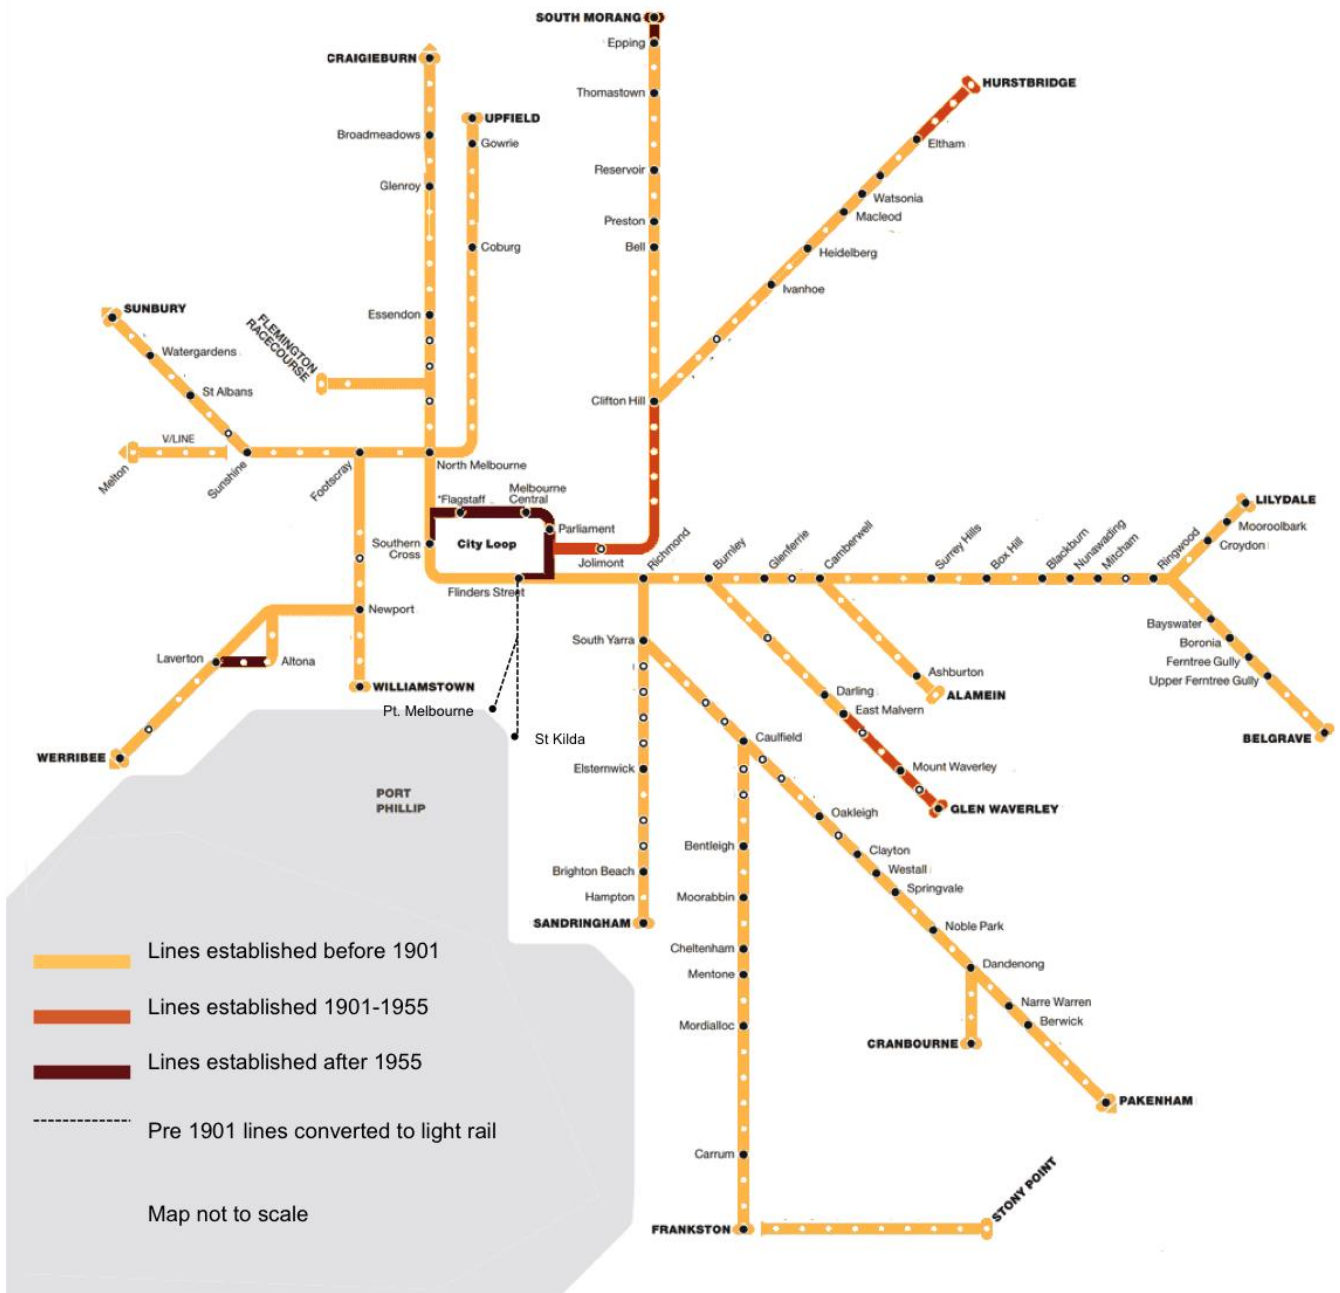 SOUTH MORANG
Epping
CRAIGIEBURN
HURSTBRIDGE
Thomastown
UPFIELD
Broadmeadows
Gowrie
Eltham
Reservoir
Glenroy
Watsonia
Macleod
Preston
Bell
Coburg
Heidelberg
Ivanhoe
SUNBURY
Essendon
FLEMINGTON
RACECOURSE
Watergardens
St Albans
Clifton Hill
V/LINE
Melton
Sunshine
Footscray
North Melbourne
*Flagstaff
Melbourne
Central
Parliament
Southern
Cross
City Loop
Jolimont
Flinders Street
Richmond
Burnley
Glenferrie
Camberwell
Surrey Hills
Box Hill
Blackburn
Nunawading
Mitcham
Ringwood
LILYDALE
Mooroolbark
Croydon
Newport
South Yarra
Bayswater
Boronia
Ferntree Gully
Upper Ferntree Gully
Laverton
Altona
WILLIAMSTOWN
Ashburton
ALAMEIN
Darling
East Malvern
Pt. Melbourne
St Kilda
Caulfield
BELGRAVE
WERRIBEE
Elsternwick
Mount Waverley
PORT
PHILLIP
GLEN WAVERLEY
Oakleigh
Bentleigh
Clayton
Westall
Brighton Beach
Springvale
Hampton
Moorabbin
SANDRINGHAM
Noble Park
Cheltenham
Mentone
Dandenong
Narre Warren
Mordialloc
Berwick
CRANBOURNE
PAKENHAM
Carrum
STONY POINT
FRANKSTON
Lines established before 1901
Lines established 1901-1955
Lines established after 1955
Pre 1901 lines converted to light rail
Map not to scale